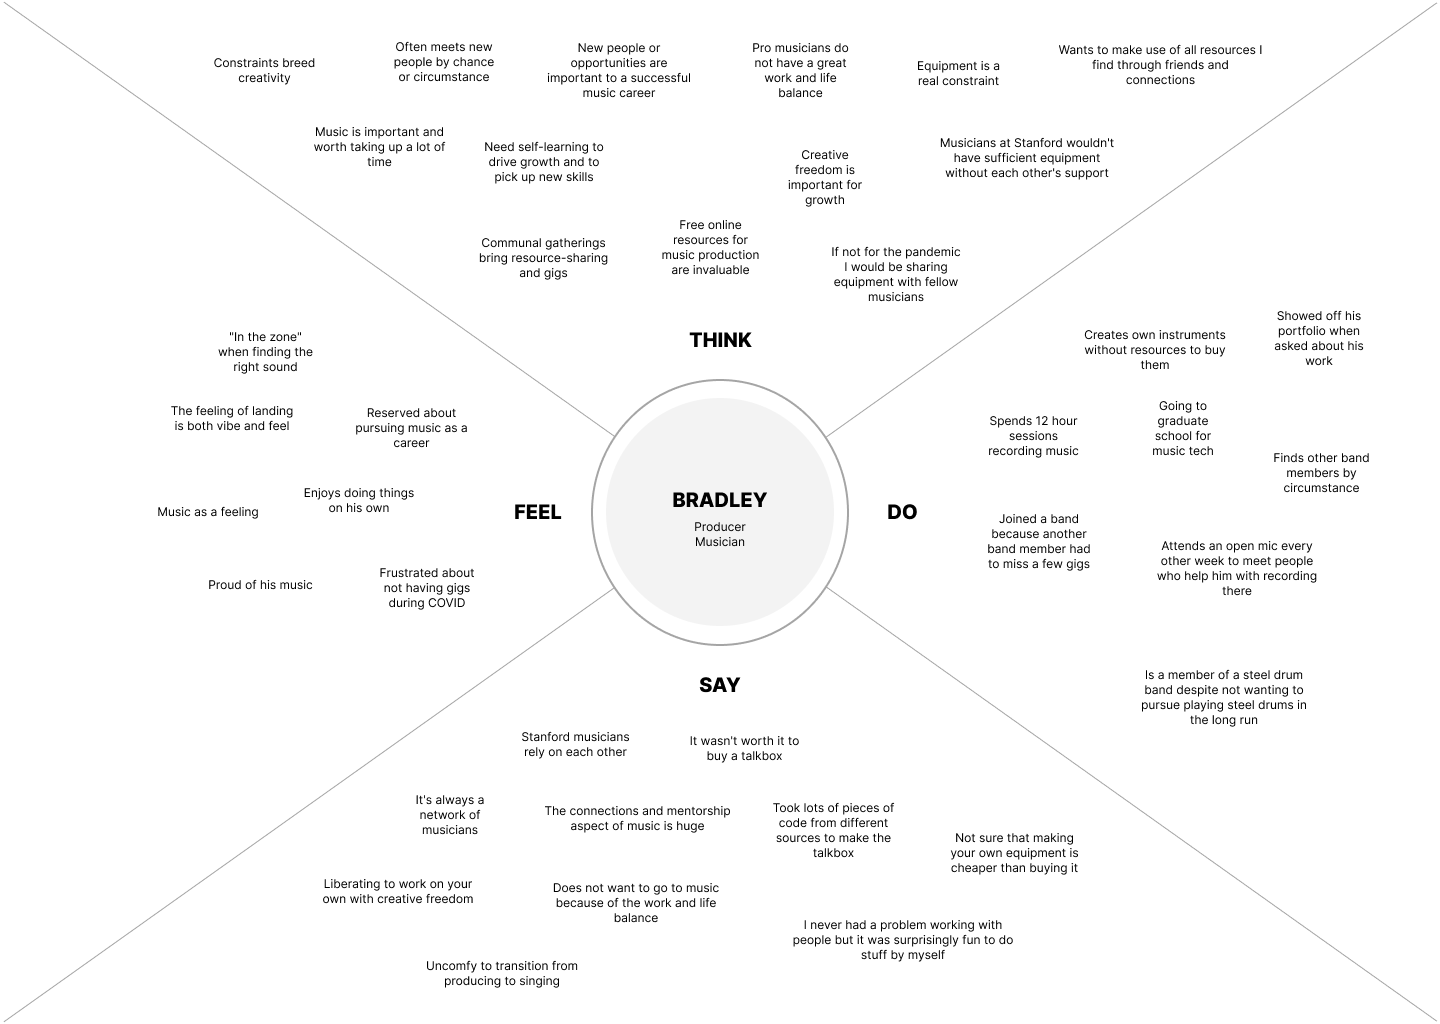 Constraints breed
creativity
Often meets new
people by chance
or circumstance
New people or
opportunities are
important to a successful
music career
Pro musicians do
not have a great
work and life
balance
Equipment is a
real constraint
Wants to make use of all resources I
find through friends and
connections
Music is important and
worth taking up a lot of
time
Need self-learning to
drive growth and to
pick up new skills
Creative
freedom is
important for
growth
Musicians at Stanford wouldn't
have sufficient equipment
without each other's support
Communal gatherings
bring resource-sharing
and gigs
Free online
resources for
music production
are invaluable
If not for the pandemic
I would be sharing
equipment with fellow
musicians
THINK
"In the zone"
when finding the
right sound
The feeling of landing
is both vibe and feel
Reserved about
pursuing music as a
career
Music as a feeling
Enjoys doing things
on his own
Proud of his music
Frustrated about
not having gigs
during COVID
FEEL
BRADLEY
Producer
Musician
DO
Creates own instruments
without resources to buy
them
Showed off his
portfolio when
asked about his
work
Spends 12 hour
sessions
recording music
Going to
graduate
school for
music tech
Finds other band
members by
circumstance
Joined a band
because another
band member had
to miss a few gigs
Attends an open mic every
other week to meet people
who help him with recording
there
Is a member of a steel drum
band despite not wanting to
pursue playing steel drums in
the long run
SAY
Stanford musicians
rely on each other
It wasn't worth it to
buy a talkbox
It's always a
network of
musicians
The connections and mentorship
aspect of music is huge
Took lots of pieces of
code from different
sources to make the
talkbox
Not sure that making
your own equipment is
cheaper than buying it
Liberating to work on your
own with creative freedom
Does not want to go to music
because of the work and life
balance
I never had a problem working with
people but it was surprisingly fun to do
stuff by myself
Uncomfy to transition from
producing to singing